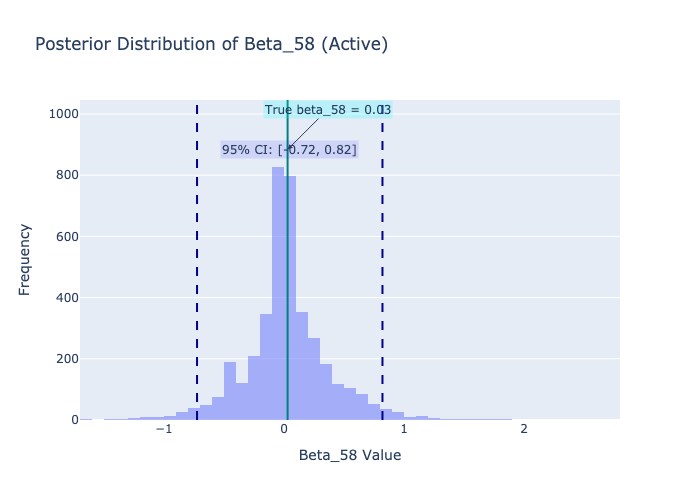 Posterior Distribution of Beta_58 (Active)
1000
True beta_58 = 0.03
95% CI: [-0.72, 0.82]
800
600
400
200
0
Frequency
−1
0
1
2
Beta_58 Value